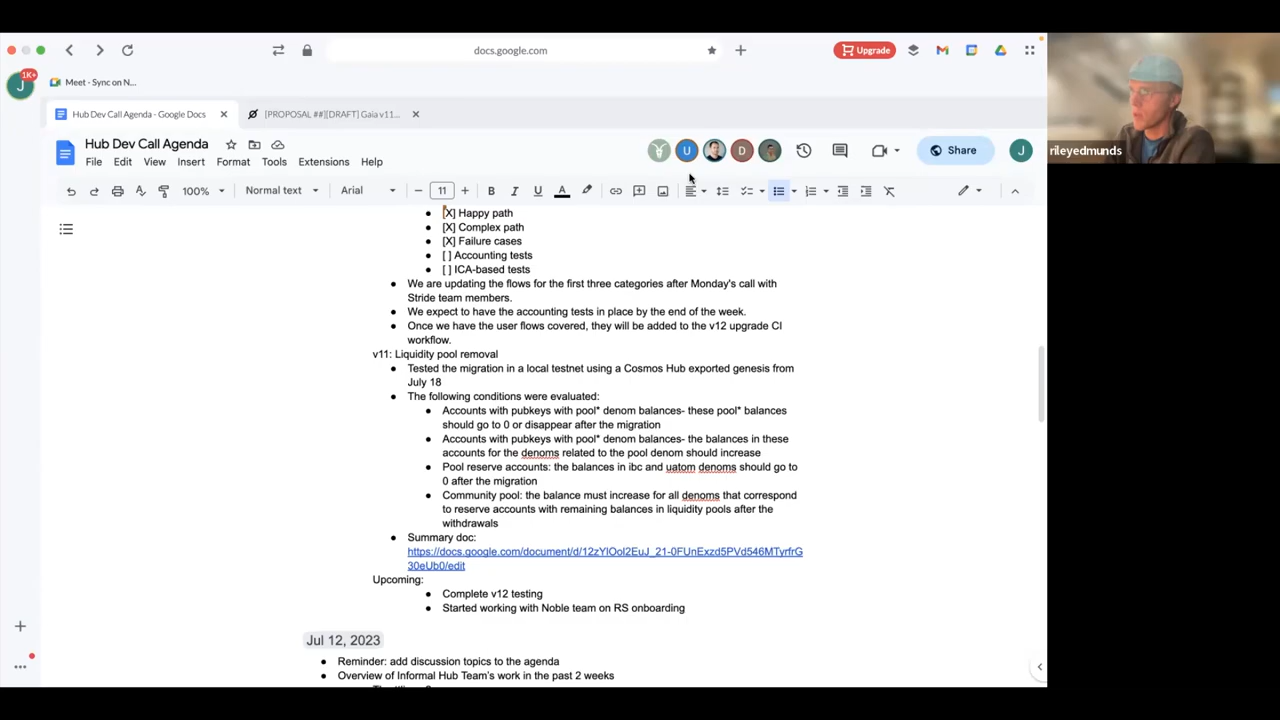 docs.google.com
Upgrade
1K+
J
Meet - Sync on N...
Hub Dev Call Agenda - Google Docs
[PROPOSAL ##][DRAFT] Gaia v11...
rileyedmunds
Hub Dev Call Agenda
File Edit View Insert Format Tools Extensions Help
U
D
Share
J
100% Normal text Arial 11 B I U A
[X] Happy path
[X] Complex path
[X] Failure cases
[ ] Accounting tests
[ ] ICA-based tests
We are updating the flows for the first three categories after Monday's call with
Stride team members.
We expect to have the accounting tests in place by the end of the week.
Once we have the user flows covered, they will be added to the v12 upgrade CI
workflow.
v11: Liquidity pool removal
Tested the migration in a local testnet using a Cosmos Hub exported genesis from
July 18
The following conditions were evaluated:
Accounts with pubkeys with pool* denom balances- these pool* balances
should go to 0 or disappear after the migration
Accounts with pubkeys with pool* denom balances- the balances in these
accounts for the denoms related to the pool denom should increase
Pool reserve accounts: the balances in ibc and uatom denoms should go to
0 after the migration
Community pool: the balance must increase for all denoms that correspond
to reserve accounts with remaining balances in liquidity pools after the
withdrawals
Summary doc:
https://docs.google.com/document/d/12zYlOol2EuJ_21-0FUnExzd5PVd546MTyrfrG
30eUb0/edit
Upcoming:
Complete v12 testing
Started working with Noble team on RS onboarding
Jul 12, 2023
Reminder: add discussion topics to the agenda
Overview of Informal Hub Team's work in the past 2 weeks